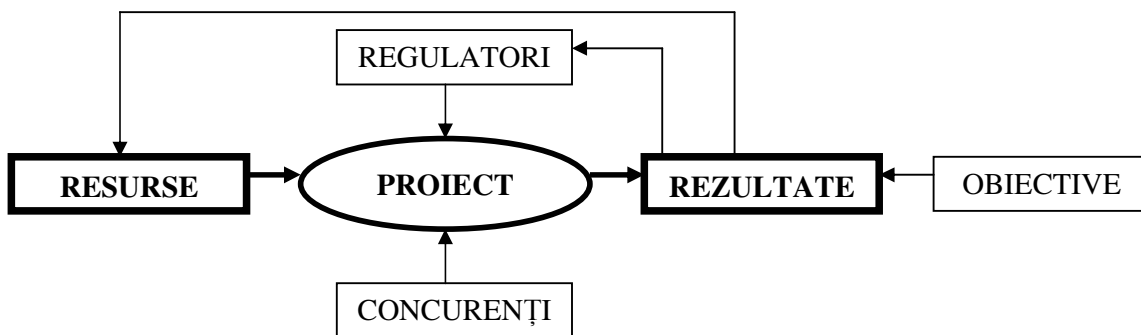 REGULATORI
RESURSE
PROIECT
REZULTATE
OBIECTIVE
CONCURENȚI